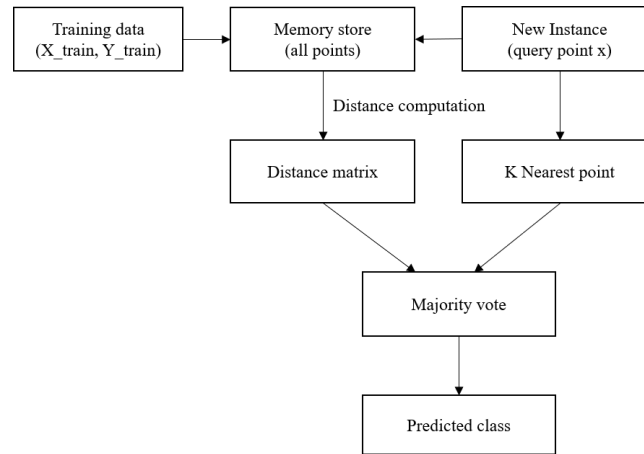 Training data
(X_train, Y_train)
Memory store
(all points)
New Instance
(query point x)
Distance computation
Distance matrix
K Nearest point
Majority vote
Predicted class